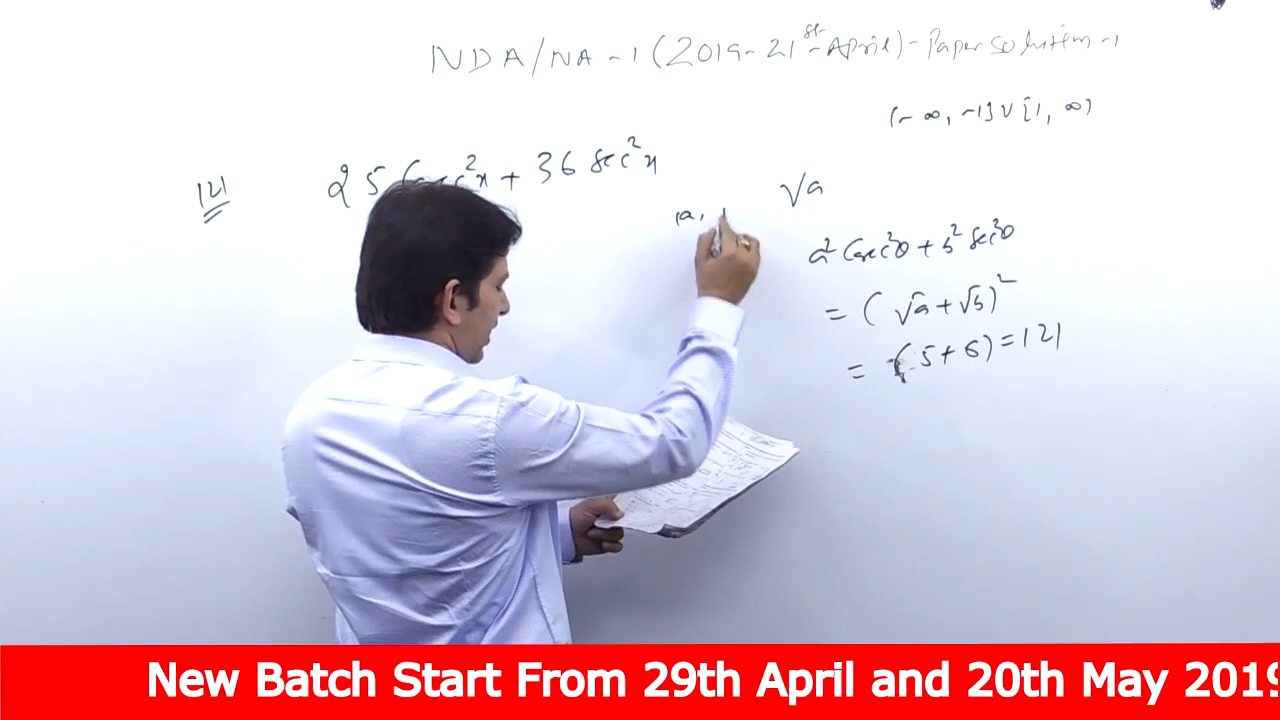 NDA/NA-1 (2019-21st-April)-Paper solution-1
(-∞, -1] ∪ [1, ∞)
25 Cosec²x + 36 sec²x
121
√a
(a,
a² Cosec²θ + b² sec²θ
= (√a + √b)²
= (5+6) = 121
New Batch Start From 29th April and 20th May 2019